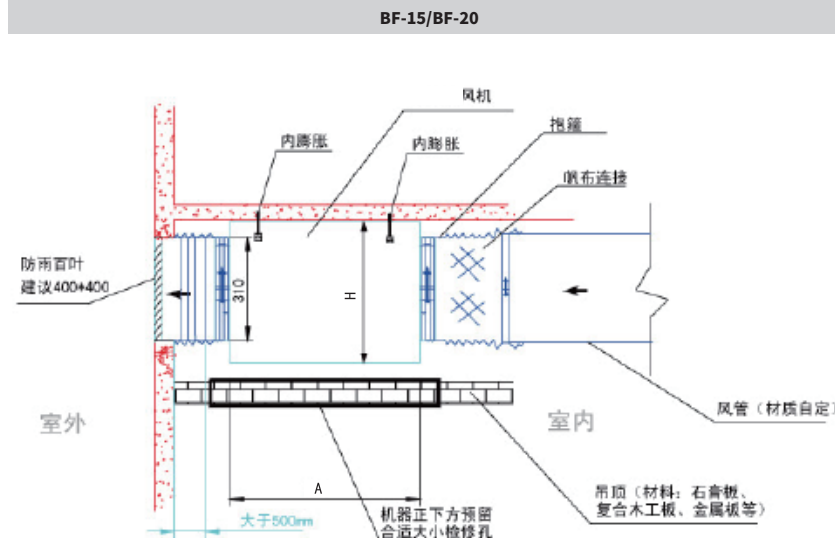 BF-15/BF-20
风机
抱箍
内膨胀
内膨胀
帆布连接
防雨百叶
建议400*400
310
H
室外
室内
风管（材质自定）
A
吊顶（材料：石膏板、
复合木工板、金属板等）
大于500mm
机器正下方预留
合适大小检修孔